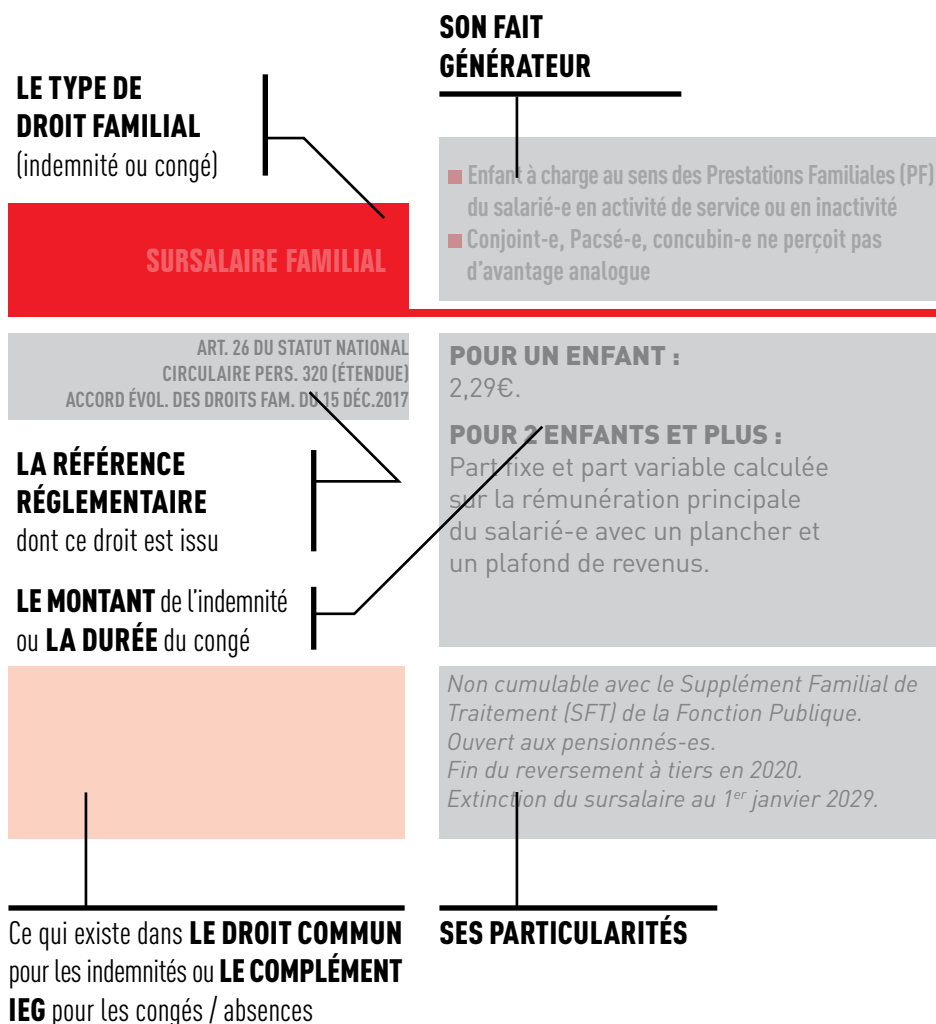 SON FAIT
GÉNÉRATEUR
LE TYPE DE
DROIT FAMILIAL
(indemnité ou congé)
■ Enfant à charge au sens des Prestations Familiales (PF)
du salarié-e en activité de service ou en inactivité
■ Conjoint-e, Pacsé-e, concubin-e ne perçoit pas
d'avantage analogue
SURSALAIRE FAMILIAL
ART. 26 DU STATUT NATIONAL
CIRCULAIRE PERS. 320 (ÉTENDUE)
ACCORD ÉVOL. DES DROITS FAM. DU 15 DÉC.2017
POUR UN ENFANT :
2,29€.
POUR 2 ENFANTS ET PLUS :
Part fixe et part variable calculée
sur la rémunération principale
du salarié-e avec un plancher et
un plafond de revenus.
LA RÉFÉRENCE
RÉGLEMENTAIRE
dont ce droit est issu
LE MONTANT de l'indemnité
ou LA DURÉE du congé
Non cumulable avec le Supplément Familial de
Traitement (SFT) de la Fonction Publique.
Ouvert aux pensionnés-es.
Fin du reversement à tiers en 2020.
Extinction du sursalaire au 1er janvier 2029.
Ce qui existe dans LE DROIT COMMUN
pour les indemnités ou LE COMPLÉMENT
IEG pour les congés / absences
SES PARTICULARITÉS